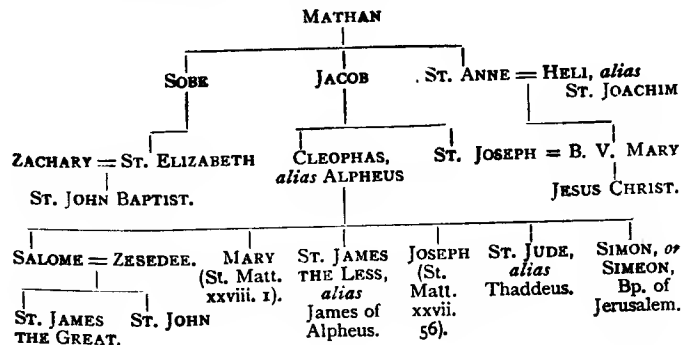 MATHAN
SOBE JACOB ST. ANNE = HELI, alias
ST. JOACHIM
ZACHARY = ST. ELIZABETH CLEOPHAS, ST. JOSEPH = B. V. MARY
alias ALPHEUS
ST. JOHN BAPTIST. JESUS CHRIST.
SALOME = ZESEDEE. MARY ST. JAMES JOSEPH ST. JUDE, SIMON, or
(St. Matt. THE LESS, (St. alias SIMEON,
xxviii. 1). alias Matt. Thaddeus. Bp. of
ST. JAMES ST. JOHN James of xxvii. Jerusalem.
THE GREAT. Alpheus. 56).